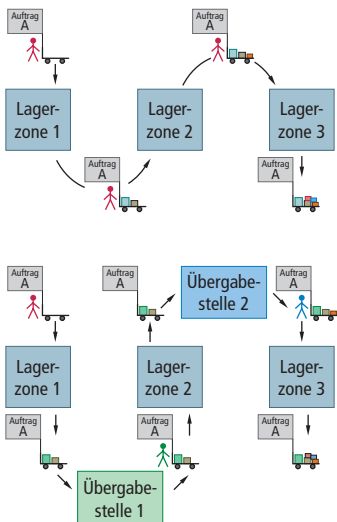 Auftrag
A
Auftrag
A
Lager-
zone 1
Lager-
zone 2
Lager-
zone 3
Auftrag
A
Auftrag
A
Auftrag
A
Auftrag
A
Übergabe-
stelle 2
Auftrag
A
Lager-
zone 1
Lager-
zone 2
Lager-
zone 3
Auftrag
A
Auftrag
A
Auftrag
A
Übergabe-
stelle 1